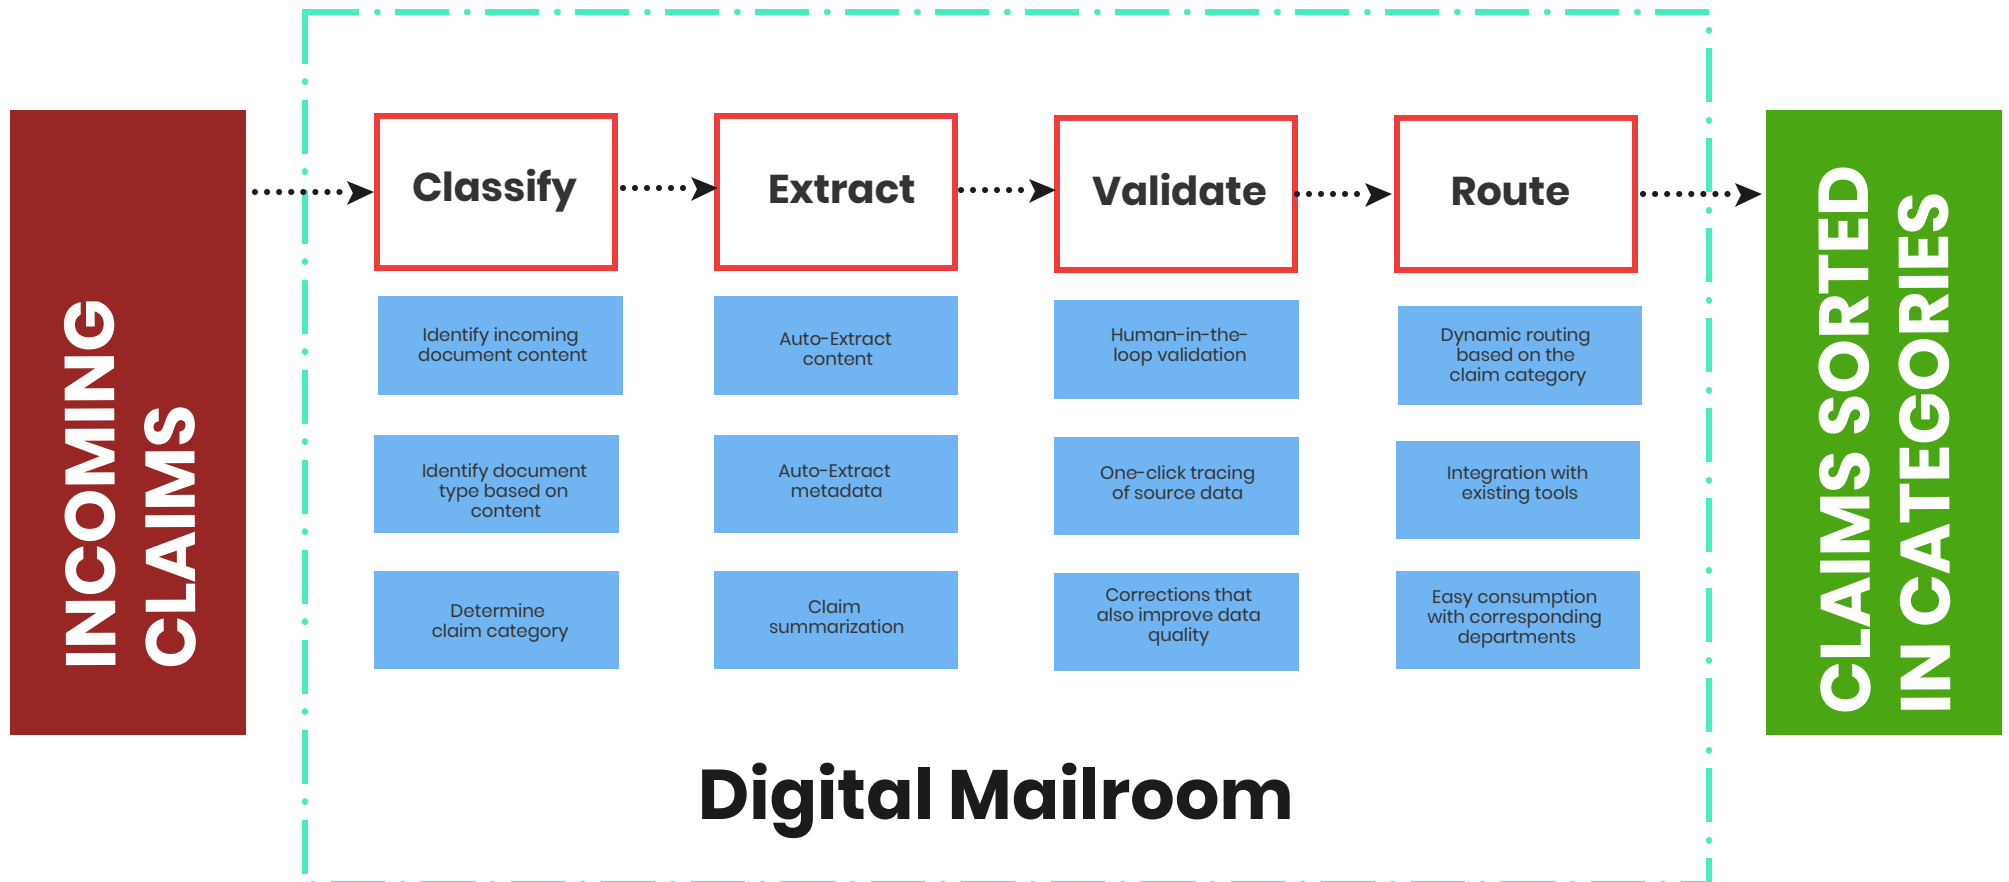 INCOMING
CLAIMS
Classify
Extract
Validate
Route
Identify incoming
document content
Identify document
type based on
content
Determine
claim category
Auto-Extract
content
Auto-Extract
metadata
Claim
summarization
Human-in-the-
loop validation
One-click tracing
of source data
Corrections that
also improve data
quality
Dynamic routing
based on the
claim category
Integration with
existing tools
Easy consumption
with corresponding
departments
CLAIMS SORTED
IN CATEGORIES
Digital Mailroom